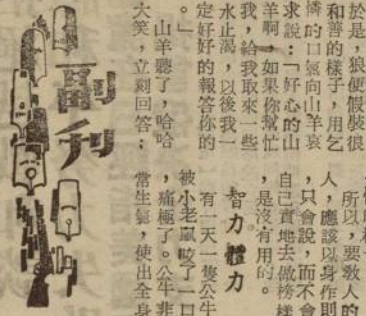 於是,狼便假裝很
和善的樣子,用乞
憐的口氣向山羊哀
求說:「好心的山
羊啊,如果你幫忙
我,給我取來一些
水止渴,以後我一
定好好的報答你的
。」
山羊聽了,哈哈
大笑,立刻回答:
所以,要教人的
人,應該以身作則
,只會說,而不會
自己實地去做榜樣
,是沒有用的。
智力 體力
有一天一隻公牛
被小老鼠咬了一口
,痛極了。公牛非
常生氣,使出全身
副刊